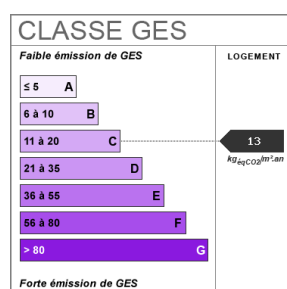 CLASSE GES
Faible émission de GES
LOGEMENT
≤ 5 A
6 à 10 B
11 à 20 C
13
kgéqCO2/m².an
21 à 35 D
36 à 55 E
56 à 80 F
> 80 G
Forte émission de GES